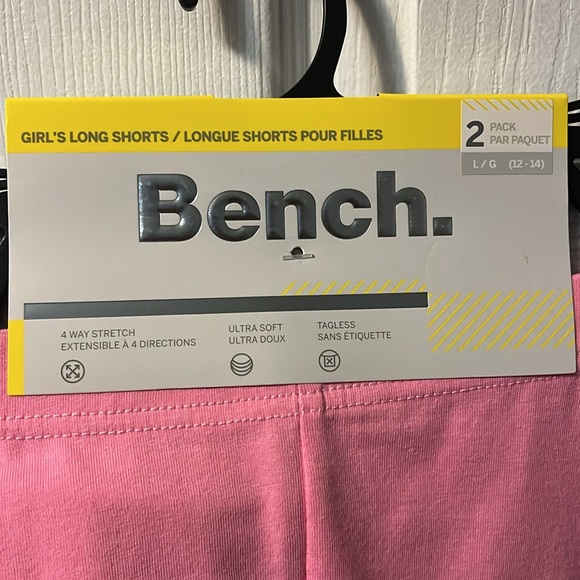 GIRL'S LONG SHORTS / LONGUE SHORTS POUR FILLES
2 PACK
PAR PAQUET
L / G (12 - 14)
Bench.
4 WAY STRETCH
EXTENSIBLE À 4 DIRECTIONS
ULTRA SOFT
ULTRA DOUX
TAGLESS
SANS ÉTIQUETTE